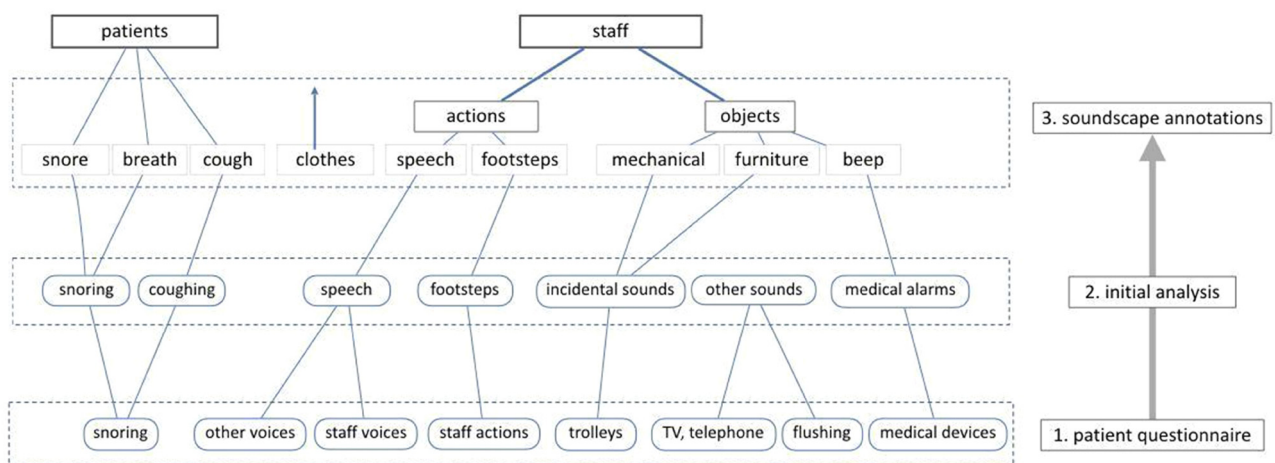 patients
staff
actions
objects
3. soundscape annotations
snore
breath
cough
clothes
speech
footsteps
mechanical
furniture
beep
snoring
coughing
speech
footsteps
incidental sounds
other sounds
medical alarms
2. initial analysis
snoring
other voices
staff voices
staff actions
trolleys
TV, telephone
flushing
medical devices
1. patient questionnaire